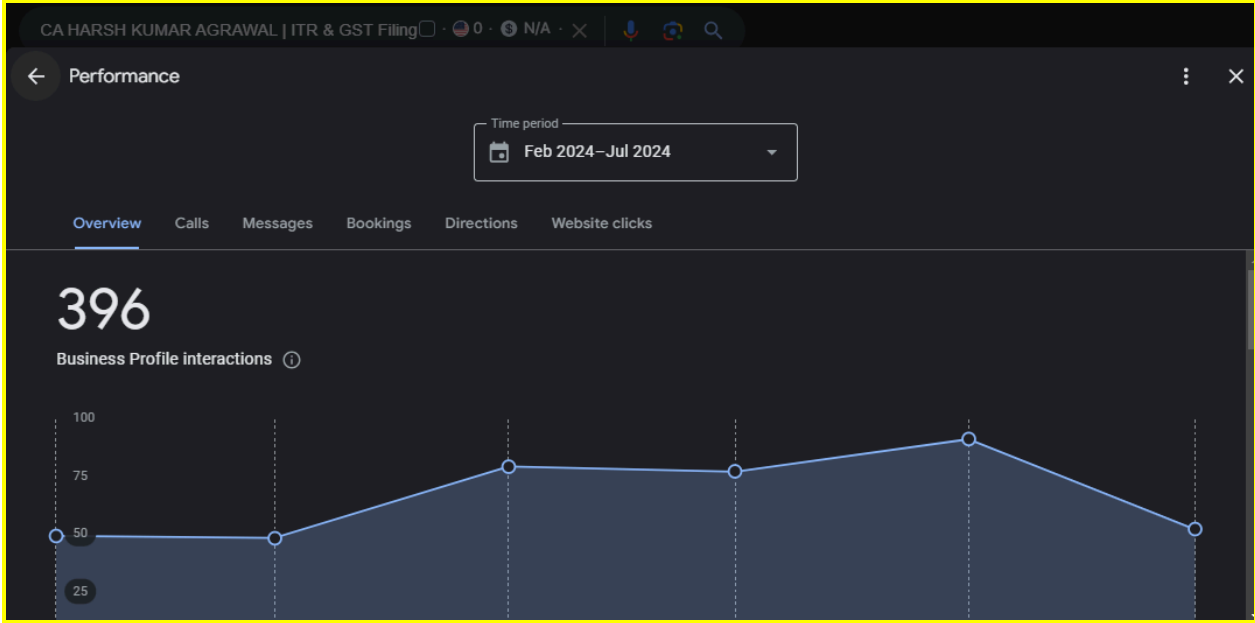 CA HARSH KUMAR AGRAWAL | ITR & GST Filing · 0 · N/A ·
Performance
Time period
Feb 2024–Jul 2024
Overview Calls Messages Bookings Directions Website clicks
396
Business Profile interactions
100
75
50
25